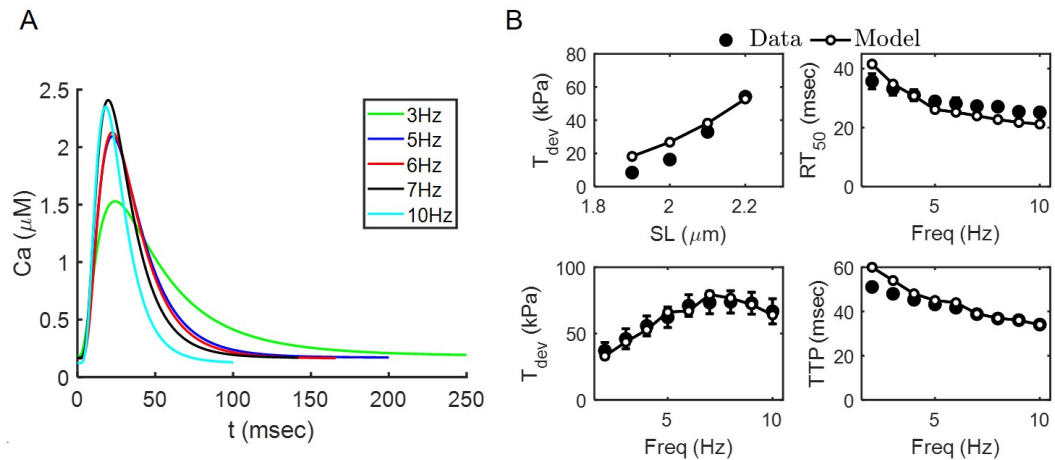 A
Ca (μM)
2.5
2
1.5
1
0.5
0
0
50
100
150
200
250
t (msec)
3Hz
5Hz
6Hz
7Hz
10Hz
B
Data
Model
T_dev (kPa)
80
60
40
20
0
1.8
2
2.2
SL (μm)
RT_50 (msec)
40
20
0
5
10
Freq (Hz)
T_dev (kPa)
100
50
0
5
10
Freq (Hz)
TTP (msec)
60
40
20
0
5
10
Freq (Hz)